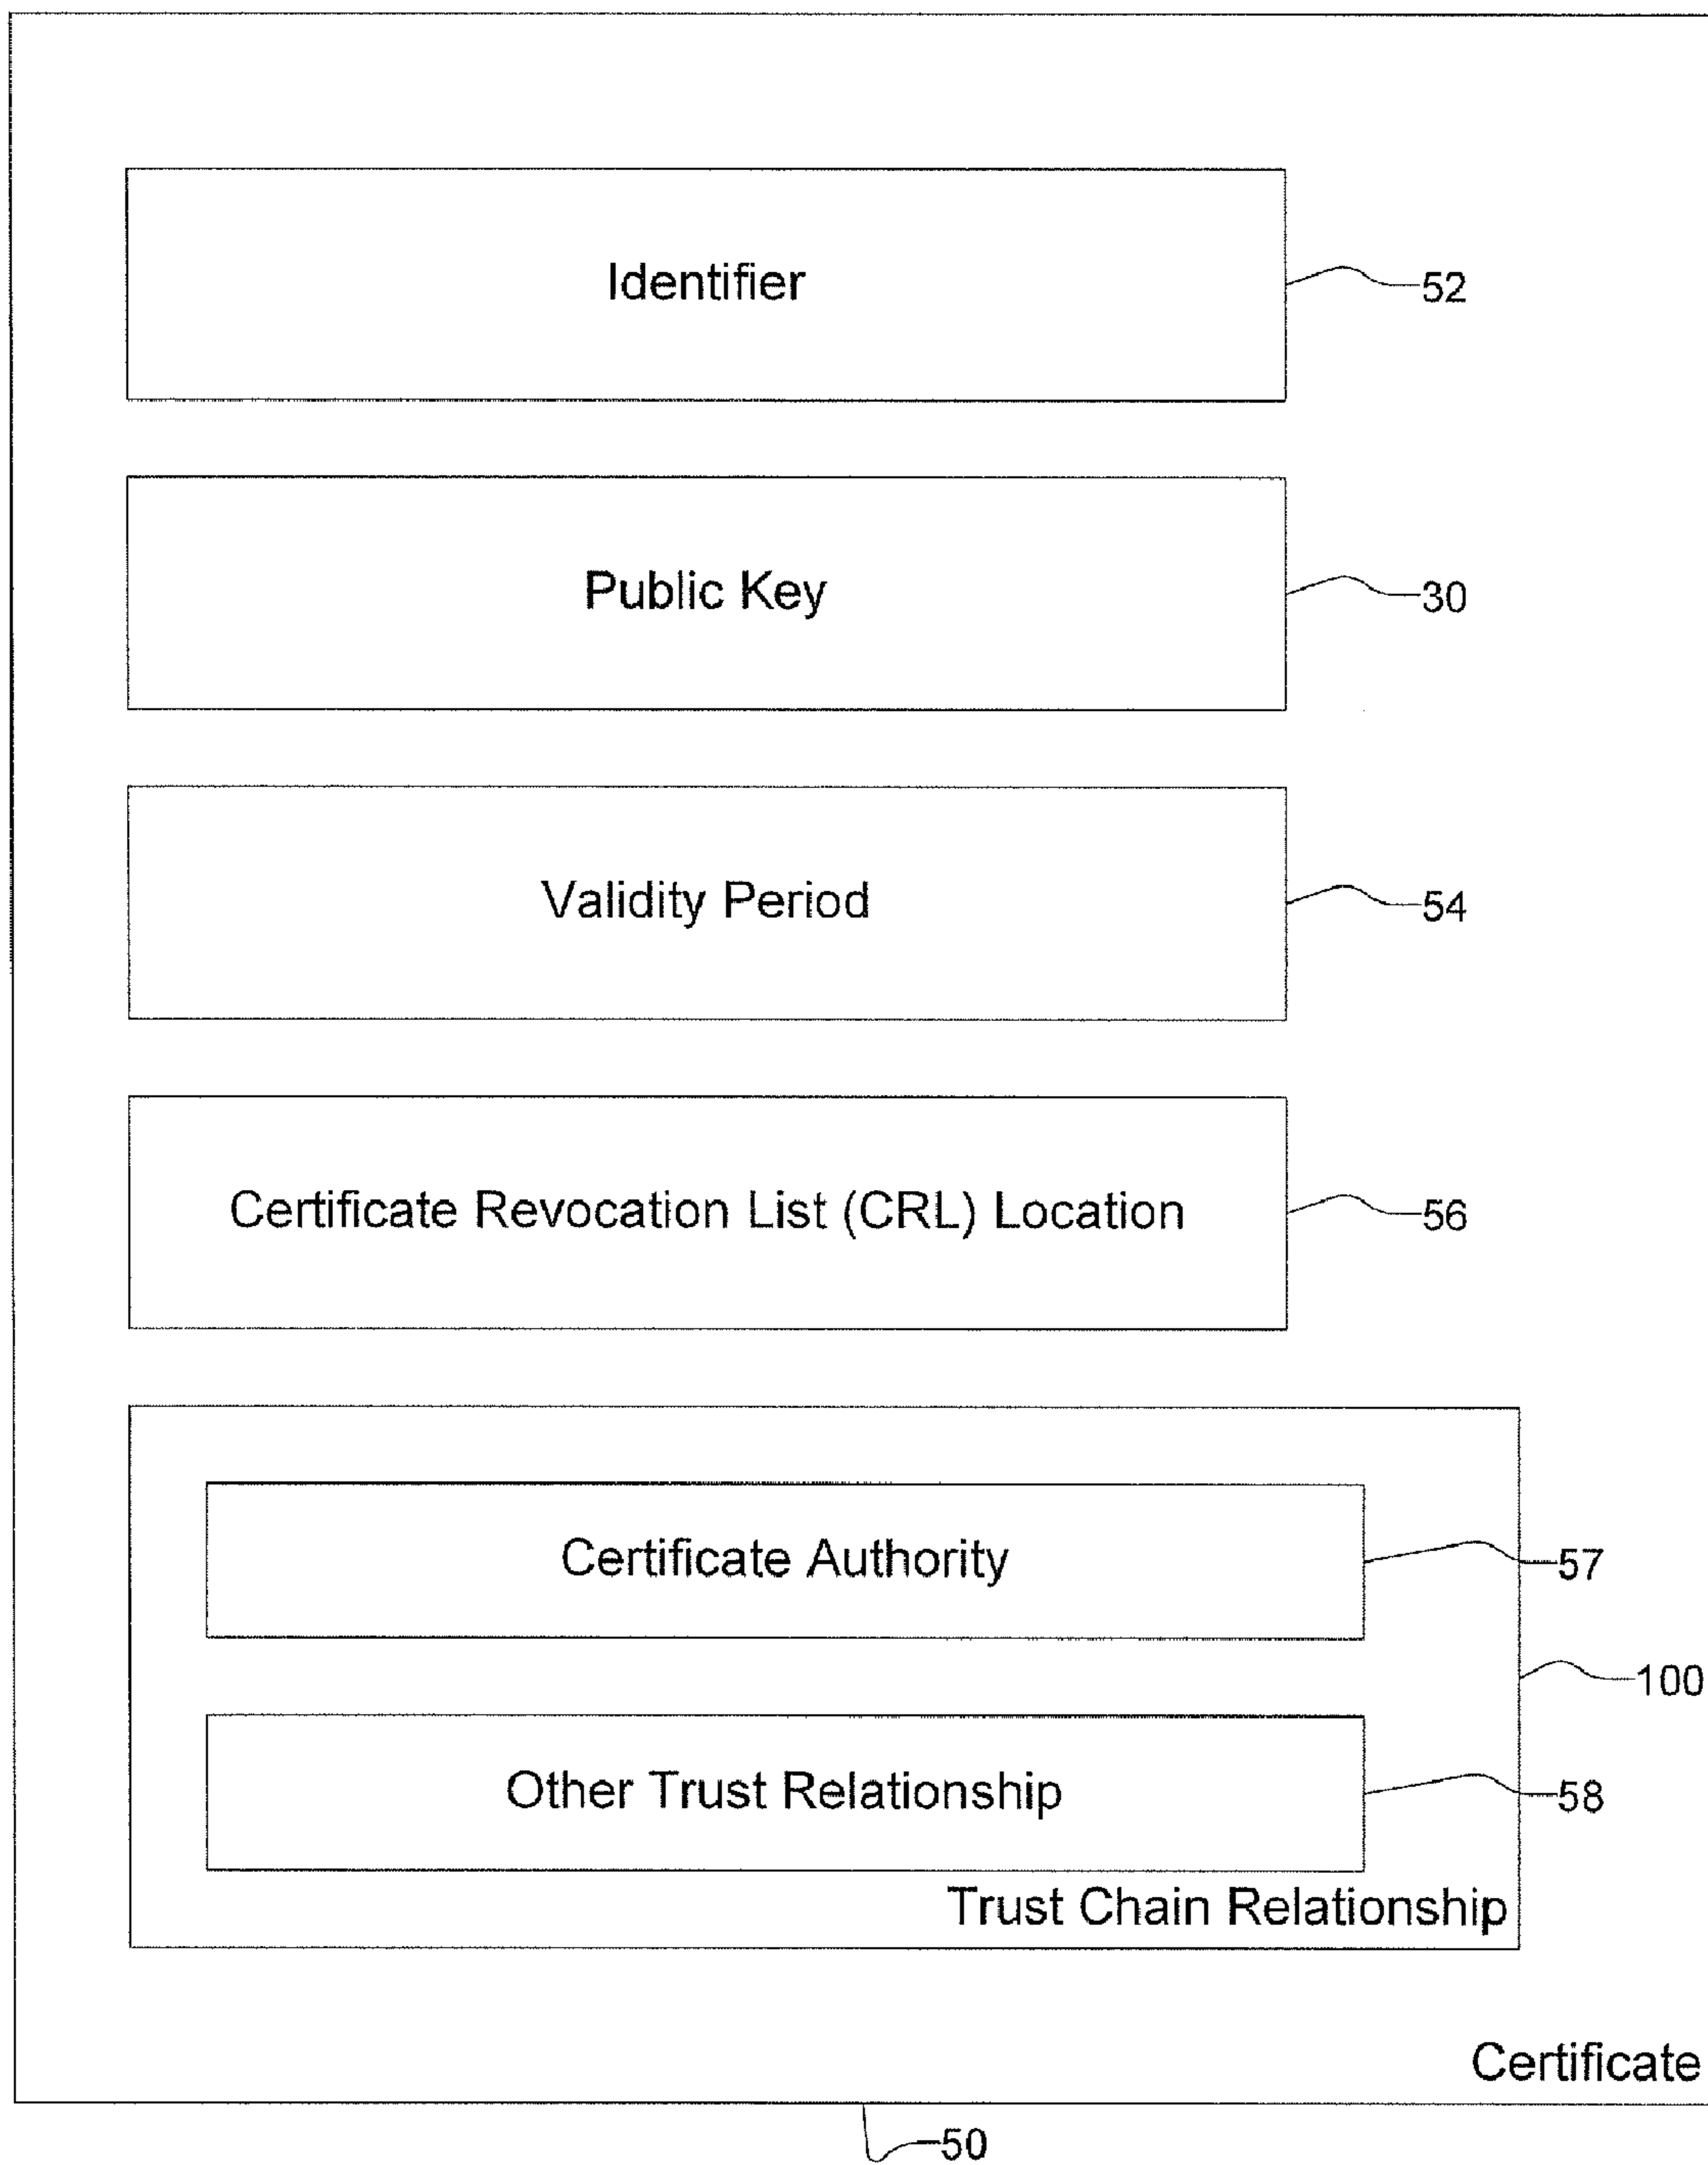 Identifier
52
Public Key
30
Validity Period
54
Certificate Revocation List (CRL) Location
56
Certificate Authority
57
100
Other Trust Relationship
58
Trust Chain Relationship
Certificate
50